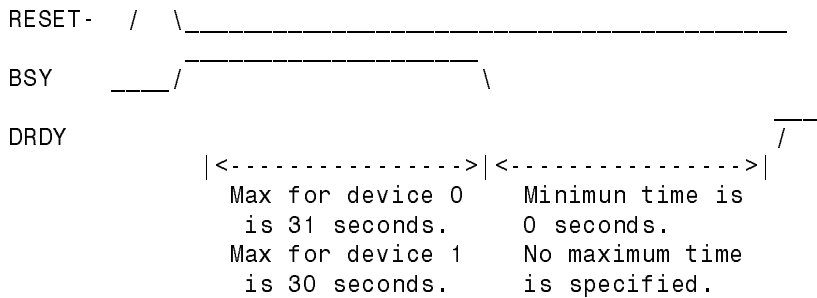 RESET-
BSY
DRDY
|<----------------->|<---------------->|
Max for device 0 Minimun time is
is 31 seconds. 0 seconds.
Max for device 1 No maximum time
is 30 seconds. is specified.